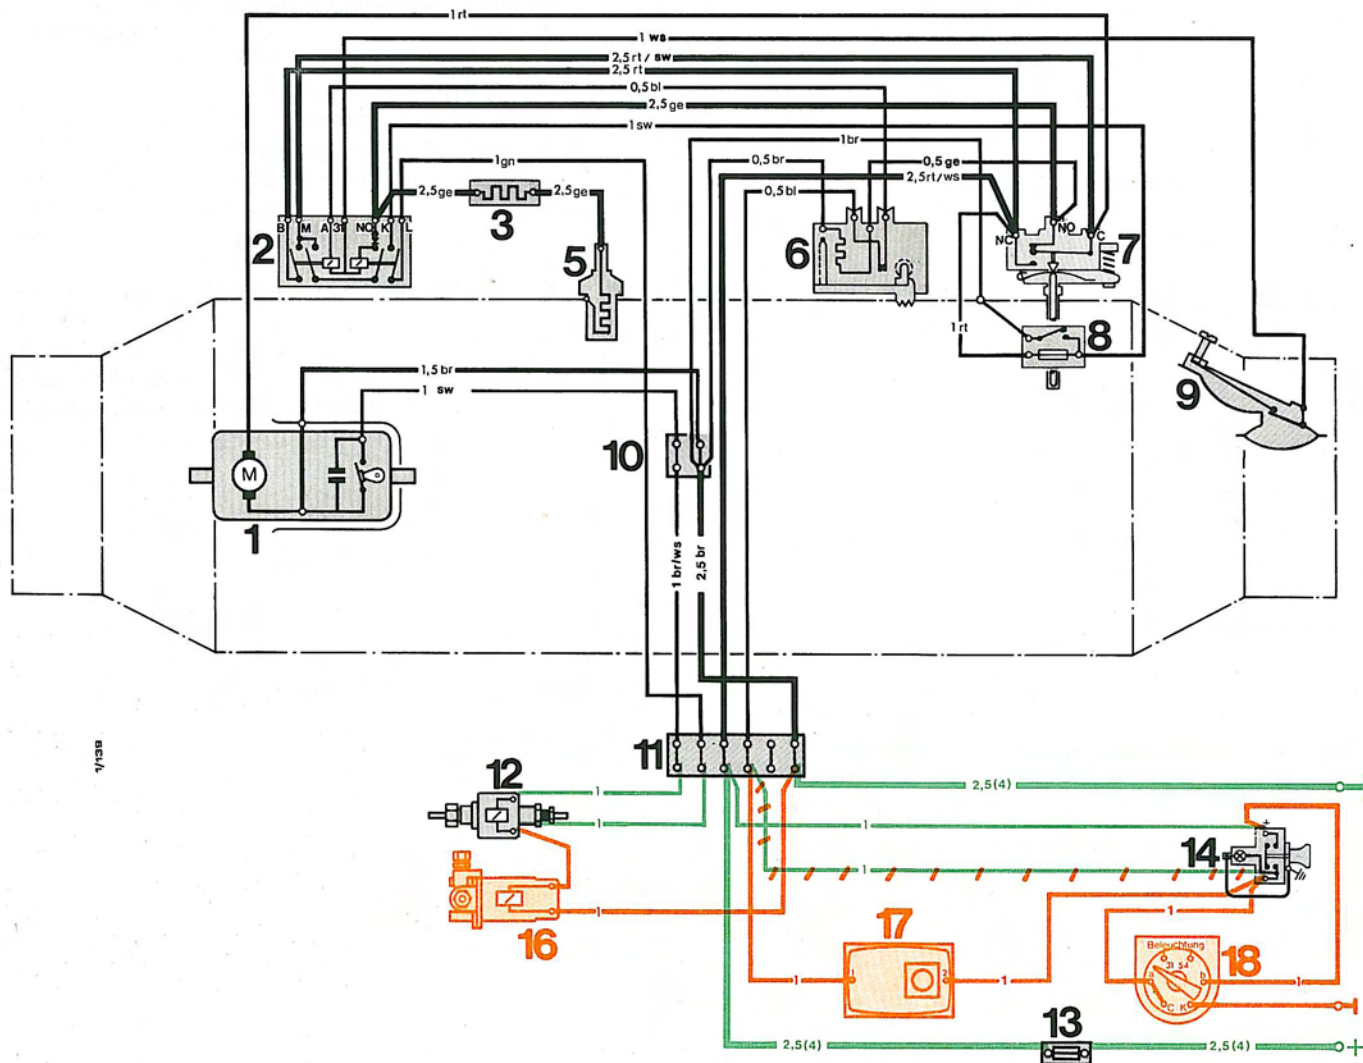 1 rt
1 ws
2,5 rt / sw
2,5 rt
0,5 bl
2,5 ge
1 sw
1 br
1 gn
0,5 br
0,5 ge
2,5 rt/ws
2,5 ge
2,5 ge
0,5 bl
3
B M A 31 NO K L
2
5
6
NC NO C
7
1 rt
8
9
1,5 br
1 sw
10
M
1
1 br/ws
2,5 br
1/139
11
12
1
2,5(4)
1
1
+
14
1
16
1
17
1
18
Beleuchtung
31 54
1
2
1
a
b
1
C K
13
2,5(4)
2,5(4)
+